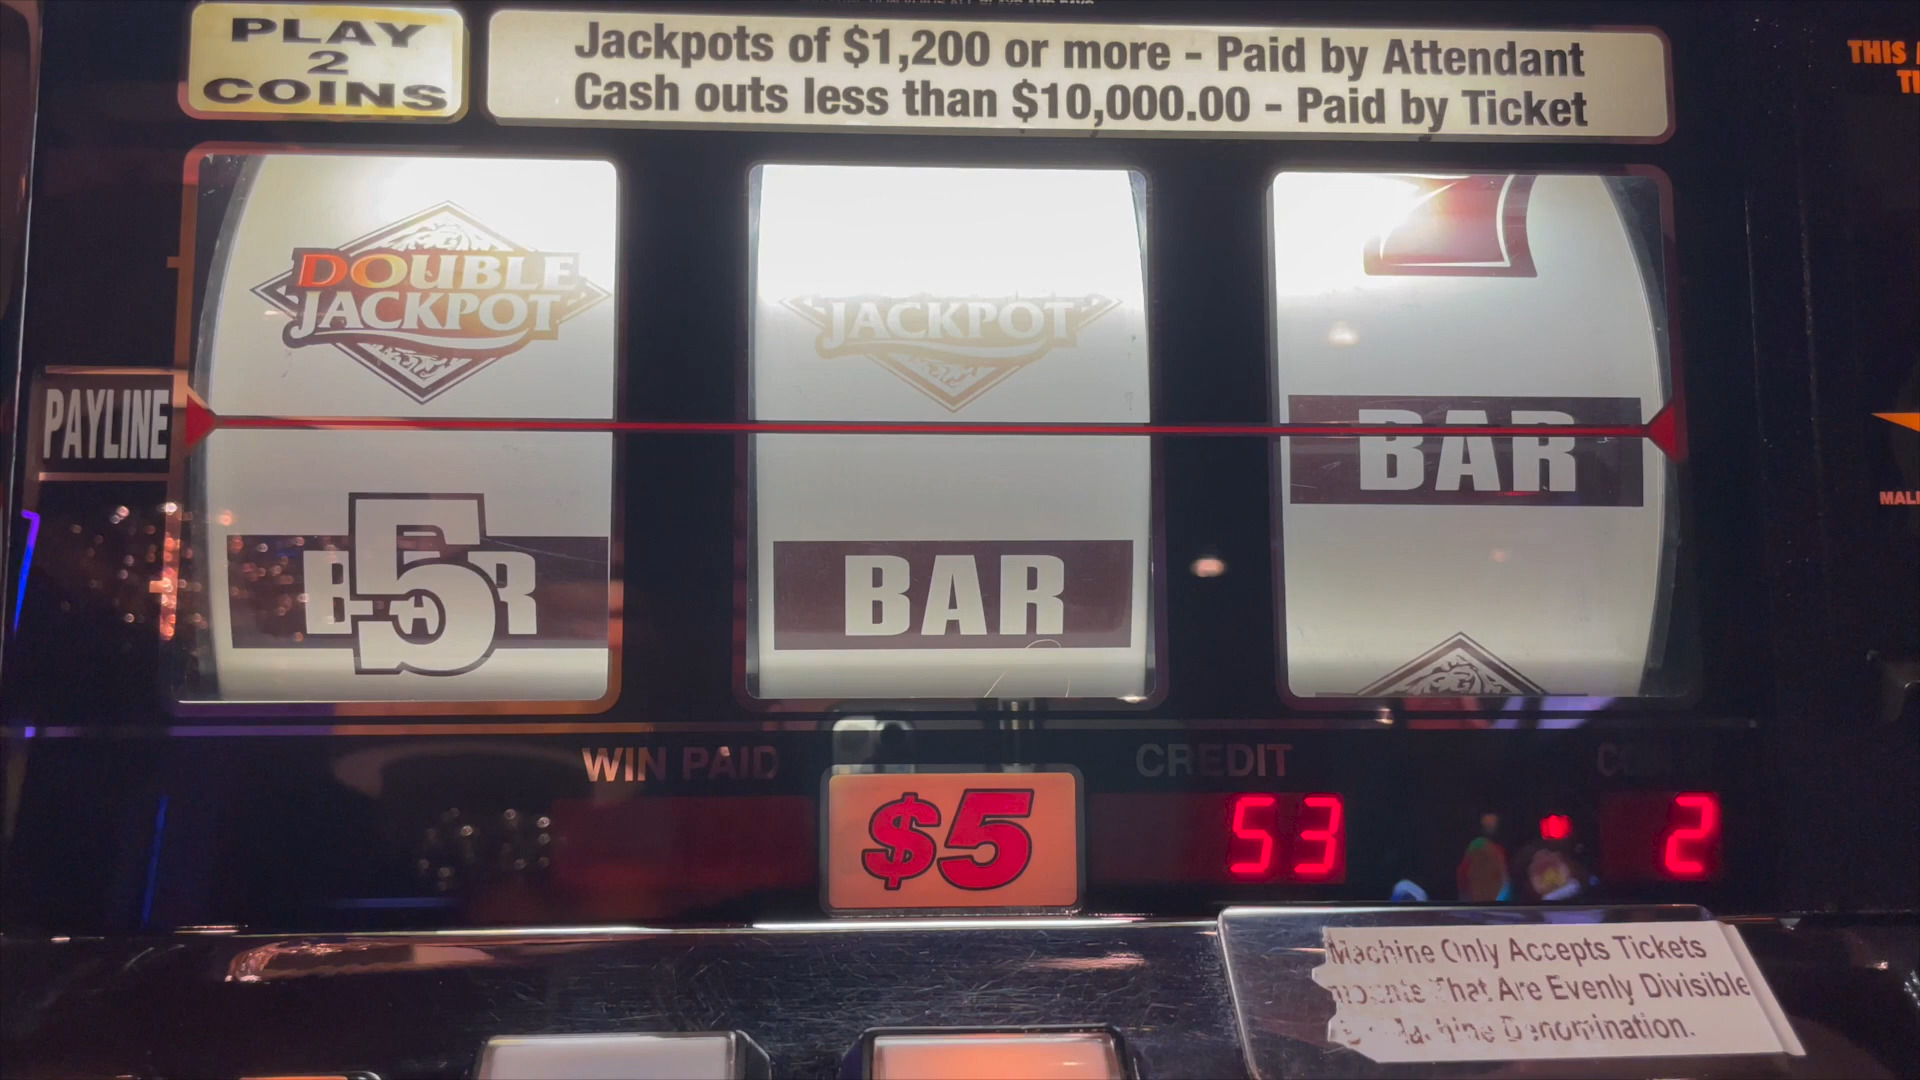 PLAY
2
COINS
Jackpots of $1,200 or more - Paid by Attendant
Cash outs less than $10,000.00 - Paid by Ticket
THIS
DOUBLE
JACKPOT
JACKPOT
PAYLINE
BAR
5
BAR
BAR
WIN PAID
CREDIT
$5
53
2
Machine Only Accepts Tickets
That Are Evenly Divisible
Machine Denomination.